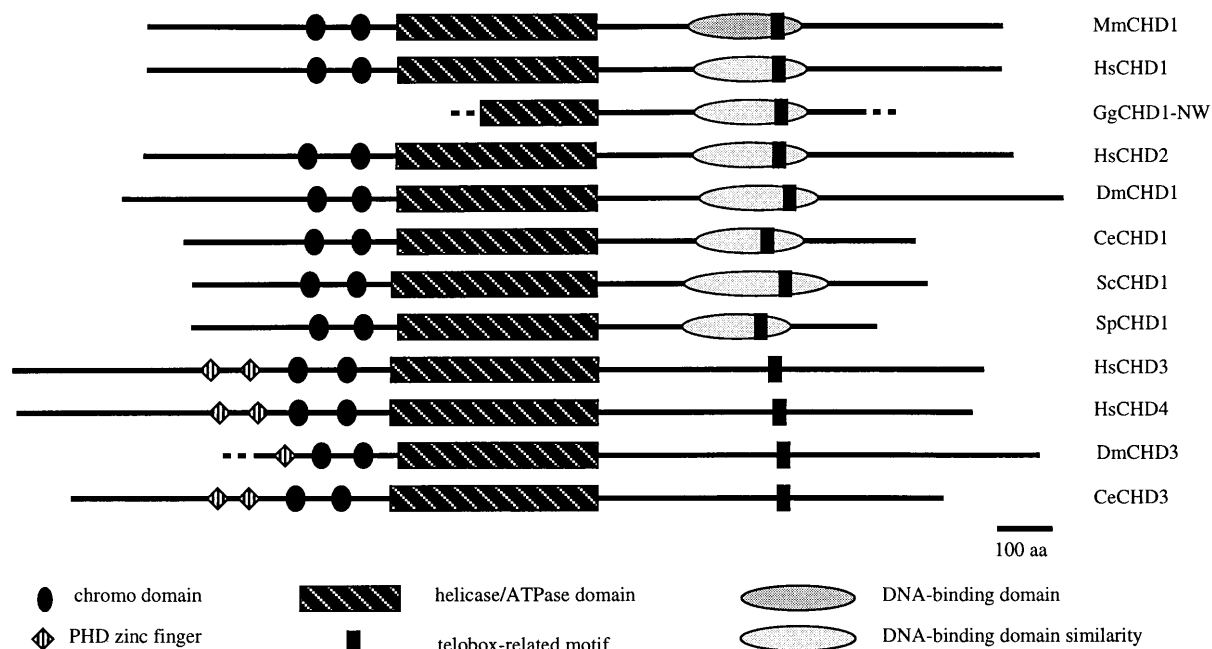 MmCHD1
HsCHD1
GgCHD1-NW
HsCHD2
DmCHD1
CeCHD1
ScCHD1
SpCHD1
HsCHD3
HsCHD4
DmCHD3
CeCHD3
100 aa
chromo domain
helicase/ATPase domain
DNA-binding domain
PHD zinc finger
telobox-related motif
DNA-binding domain similarity